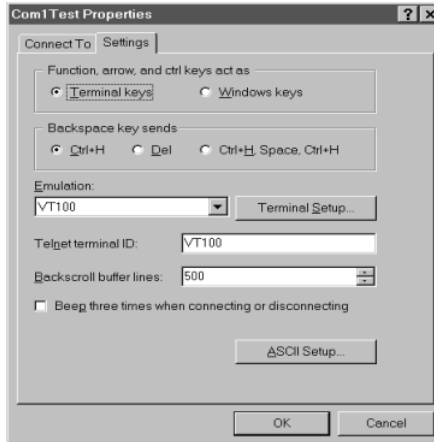 Com1Test Properties
Connect To Settings
Function, arrow, and ctrl keys act as
Terminal keys Windows keys
Backspace key sends
Ctrl+H Del Ctrl+H, Space, Ctrl+H
Emulation:
VT100 Terminal Setup...
Telnet terminal ID: VT100
Backscroll buffer lines: 500
Beep three times when connecting or disconnecting
ASCII Setup...
OK Cancel